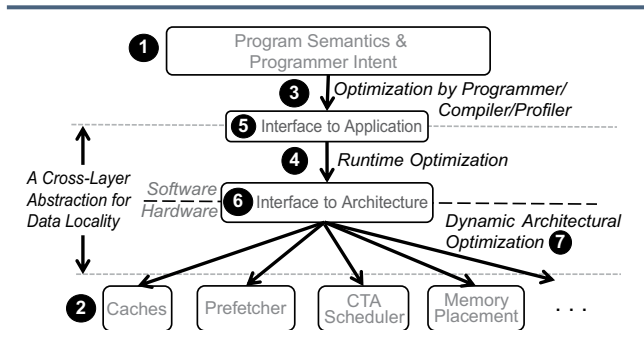 1 Program Semantics &
Programmer Intent
3 Optimization by Programmer/
Compiler/Profiler
5 Interface to Application
4 Runtime Optimization
A Cross-Layer
Abstraction for
Data Locality
Software
Hardware
6 Interface to Architecture
Dynamic Architectural
Optimization 7
2 Caches
Prefetcher
CTA
Scheduler
Memory
Placement
. . .